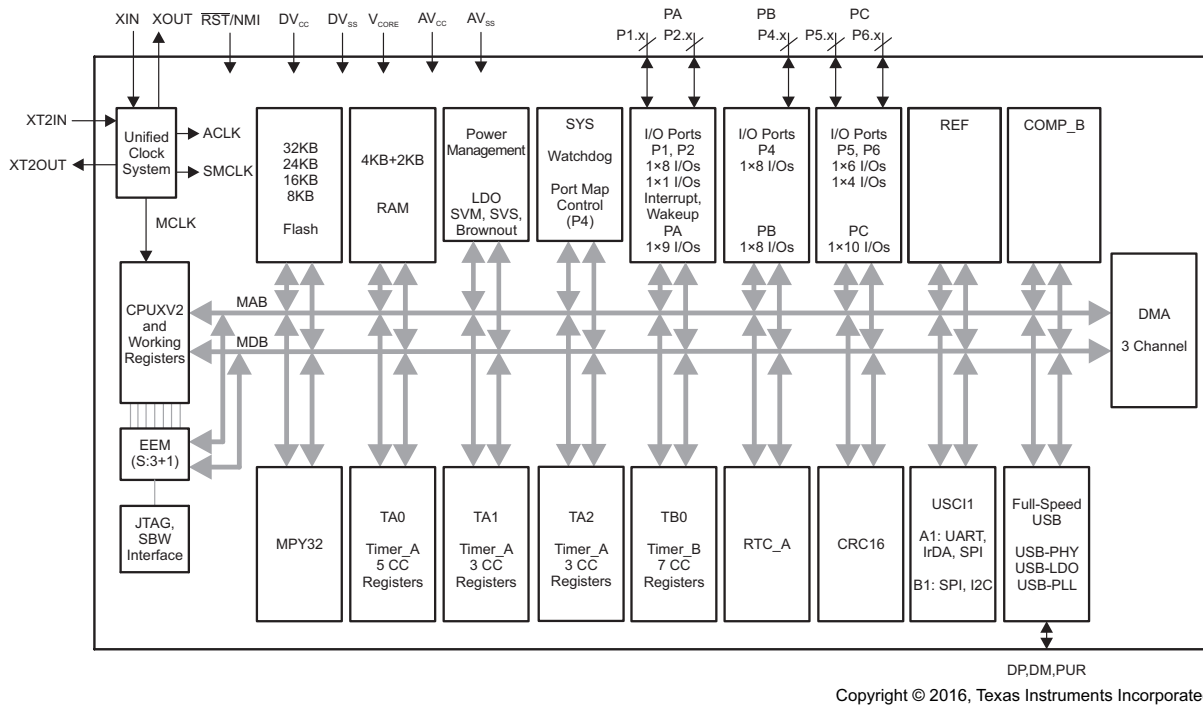 XIN
XOUT
RST/NMI
DVCC
DVSS
VCORE
AVCC
AVSS
PA
P1.x
P2.x
PB
P4.x
PC
P5.x
P6.x
XT2IN
XT2OUT
Unified
Clock
System
ACLK
SMCLK
MCLK
32KB
24KB
16KB
8KB
Flash
4KB+2KB
RAM
Power
Management
LDO
SVM, SVS,
Brownout
SYS
Watchdog
Port Map
Control
(P4)
I/O Ports
P1, P2
1×8 I/Os
1×1 I/Os
Interrupt,
Wakeup
PA
1×9 I/Os
I/O Ports
P4
1×8 I/Os
PB
1×8 I/Os
I/O Ports
P5, P6
1×6 I/Os
1×4 I/Os
PC
1×10 I/Os
REF
COMP_B
CPUXV2
and
Working
Registers
MAB
MDB
DMA
3 Channel
EEM
(S:3+1)
JTAG,
SBW
Interface
MPY32
TA0
Timer_A
5 CC
Registers
TA1
Timer_A
3 CC
Registers
TA2
Timer_A
3 CC
Registers
TB0
Timer_B
7 CC
Registers
RTC_A
CRC16
USCI1
A1: UART,
IrDA, SPI
B1: SPI, I2C
Full-Speed
USB
USB-PHY
USB-LDO
USB-PLL
DP,DM,PUR
Copyright © 2016, Texas Instruments Incorporate